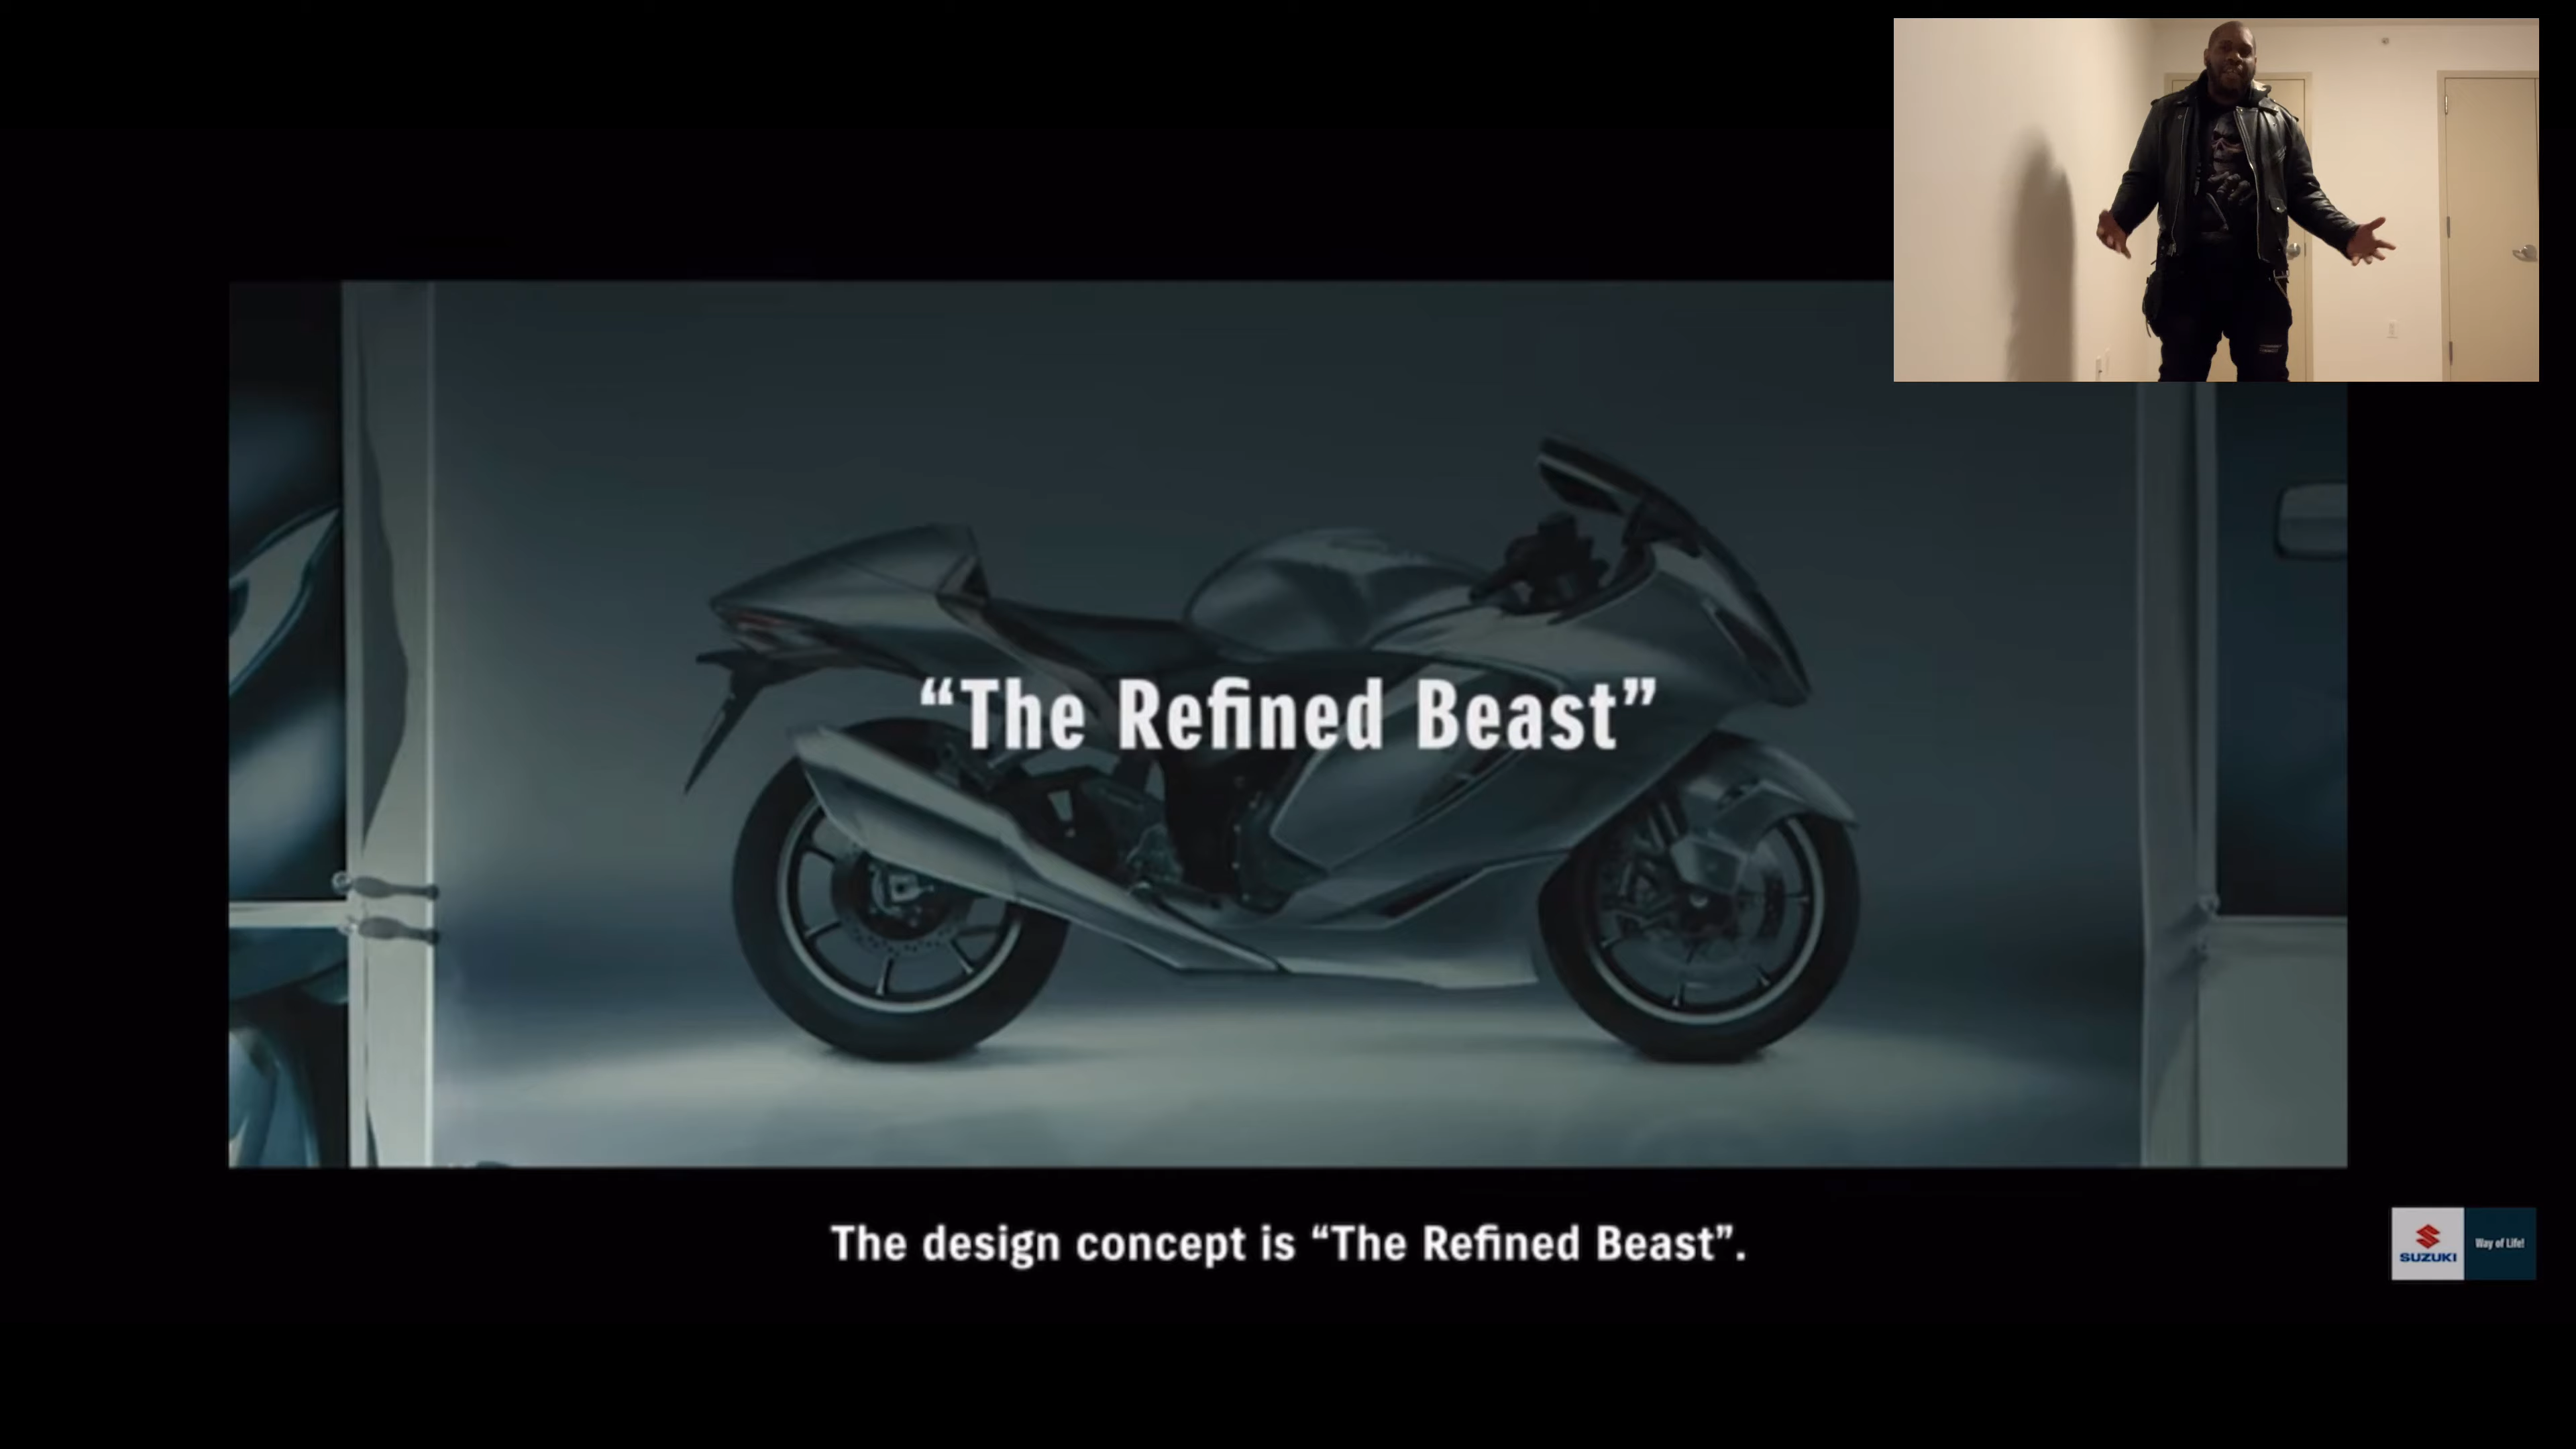 “The Refined Beast”
The design concept is “The Refined Beast”.
SUZUKI
Way of Life!